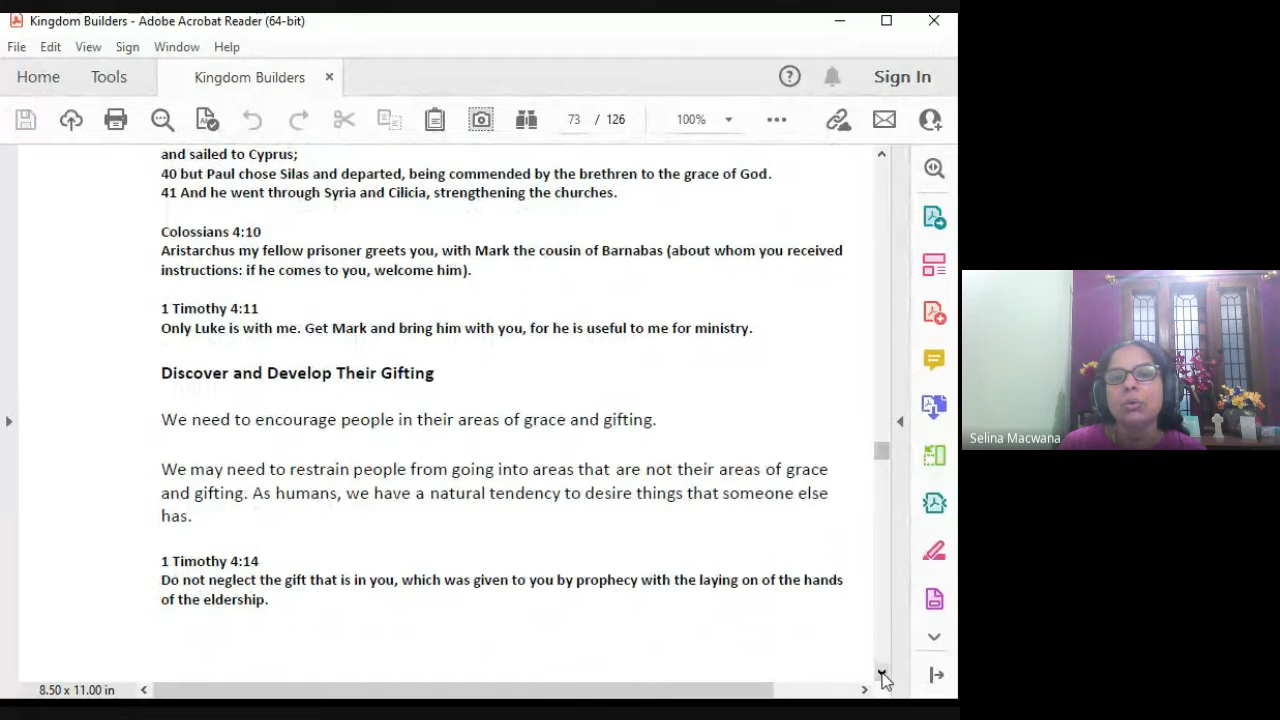 Kingdom Builders - Adobe Acrobat Reader (64-bit)
File Edit View Sign Window Help
Home Tools Kingdom Builders × Sign In
73 / 126 100%
and sailed to Cyprus;
40 but Paul chose Silas and departed, being commended by the brethren to the grace of God.
41 And he went through Syria and Cilicia, strengthening the churches.
Colossians 4:10
Aristarchus my fellow prisoner greets you, with Mark the cousin of Barnabas (about whom you received
instructions: if he comes to you, welcome him).
1 Timothy 4:11
Only Luke is with me. Get Mark and bring him with you, for he is useful to me for ministry.
Discover and Develop Their Gifting
We need to encourage people in their areas of grace and gifting.
We may need to restrain people from going into areas that are not their areas of grace
and gifting. As humans, we have a natural tendency to desire things that someone else
has.
1 Timothy 4:14
Do not neglect the gift that is in you, which was given to you by prophecy with the laying on of the hands
of the eldership.
8.50 x 11.00 in
Selina Macwana